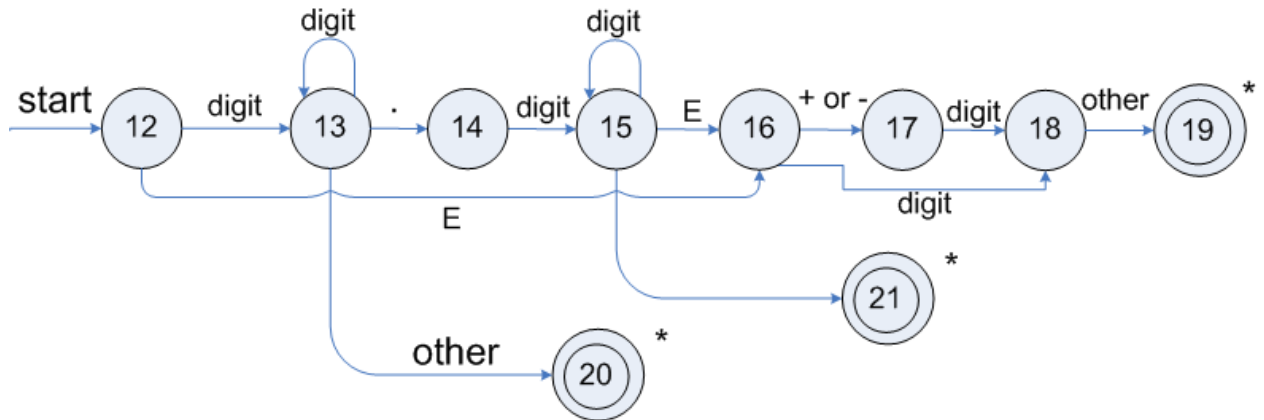 digit
digit
start
digit
.
digit
E
+ or -
digit
other
*
12
13
14
15
16
17
18
19
E
digit
21
*
other
20
*